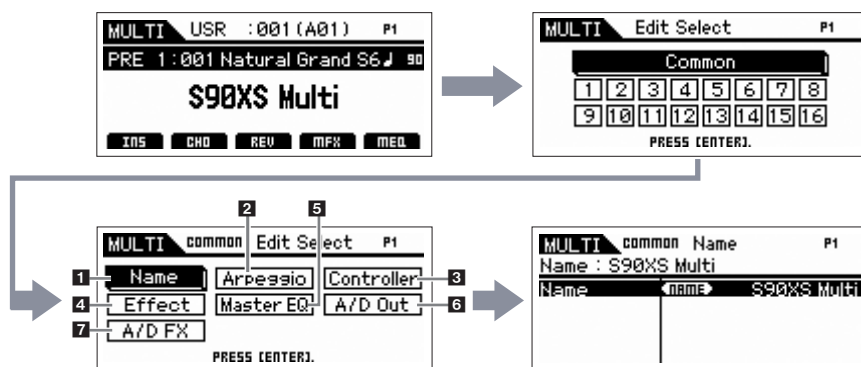 MULTI USR :001(A01) P1
PRE 1:001 Natural Grand S6♩ 90
S90XS Multi
INS CHO REV MFX MEQ
MULTI Edit Select P1
Common
1 2 3 4 5 6 7 8
9 10 11 12 13 14 15 16
PRESS [ENTER].
2 5
MULTI common Edit Select P1
1 Name Arpeggio Controller 3
4 Effect Master EQ A/D Out 6
7 A/D FX
PRESS [ENTER].
MULTI common Name P1
Name : S90XS Multi
Name NAME S90XS Multi